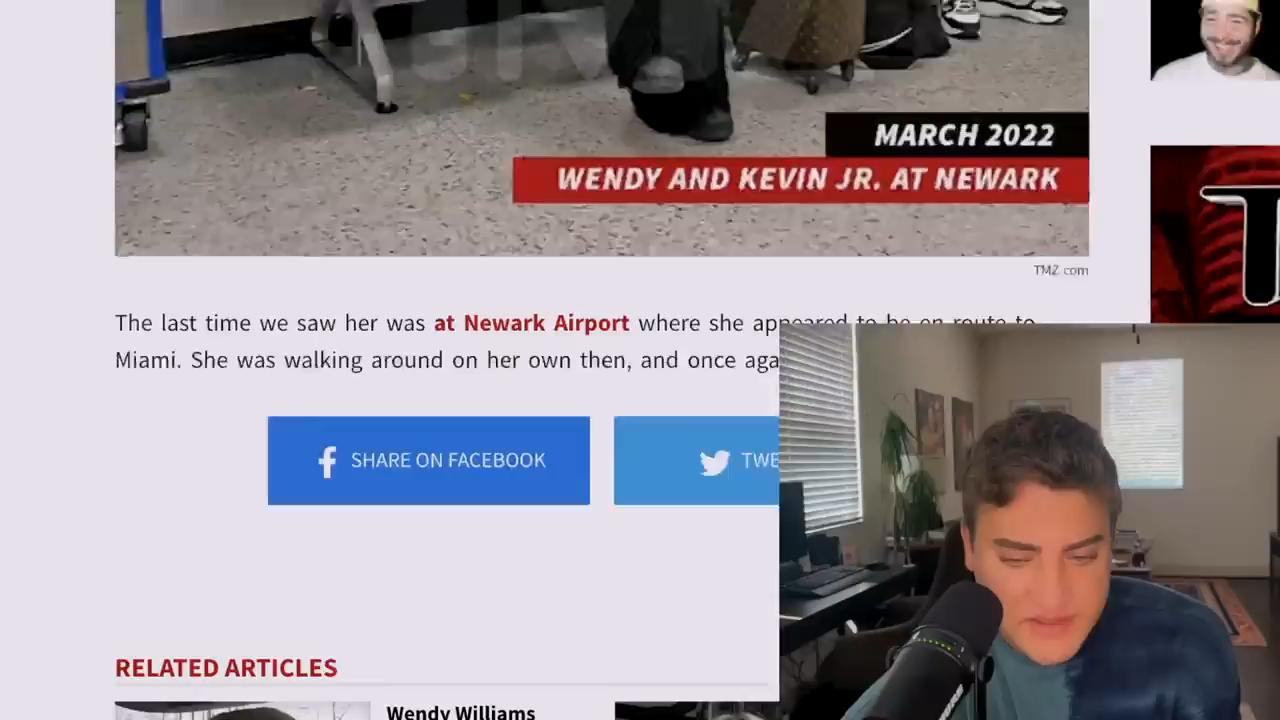 MARCH 2022
WENDY AND KEVIN JR. AT NEWARK
TMZ.com
The last time we saw her was at Newark Airport where she appeared to be en route to
Miami. She was walking around on her own then, and once aga
SHARE ON FACEBOOK
TWE
RELATED ARTICLES
Wendy Williams